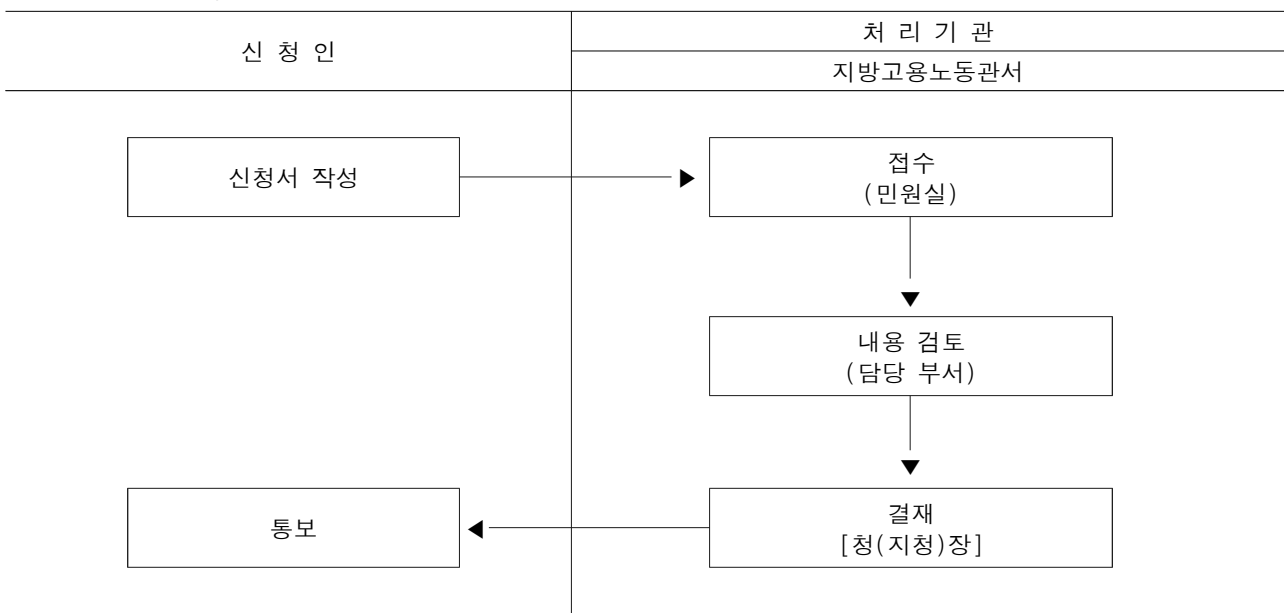 신 청 인
처 리 기 관
지방고용노동관서
신청서 작성
접수
(민원실)
내용 검토
(담당 부서)
결재
[청(지청)장]
통보